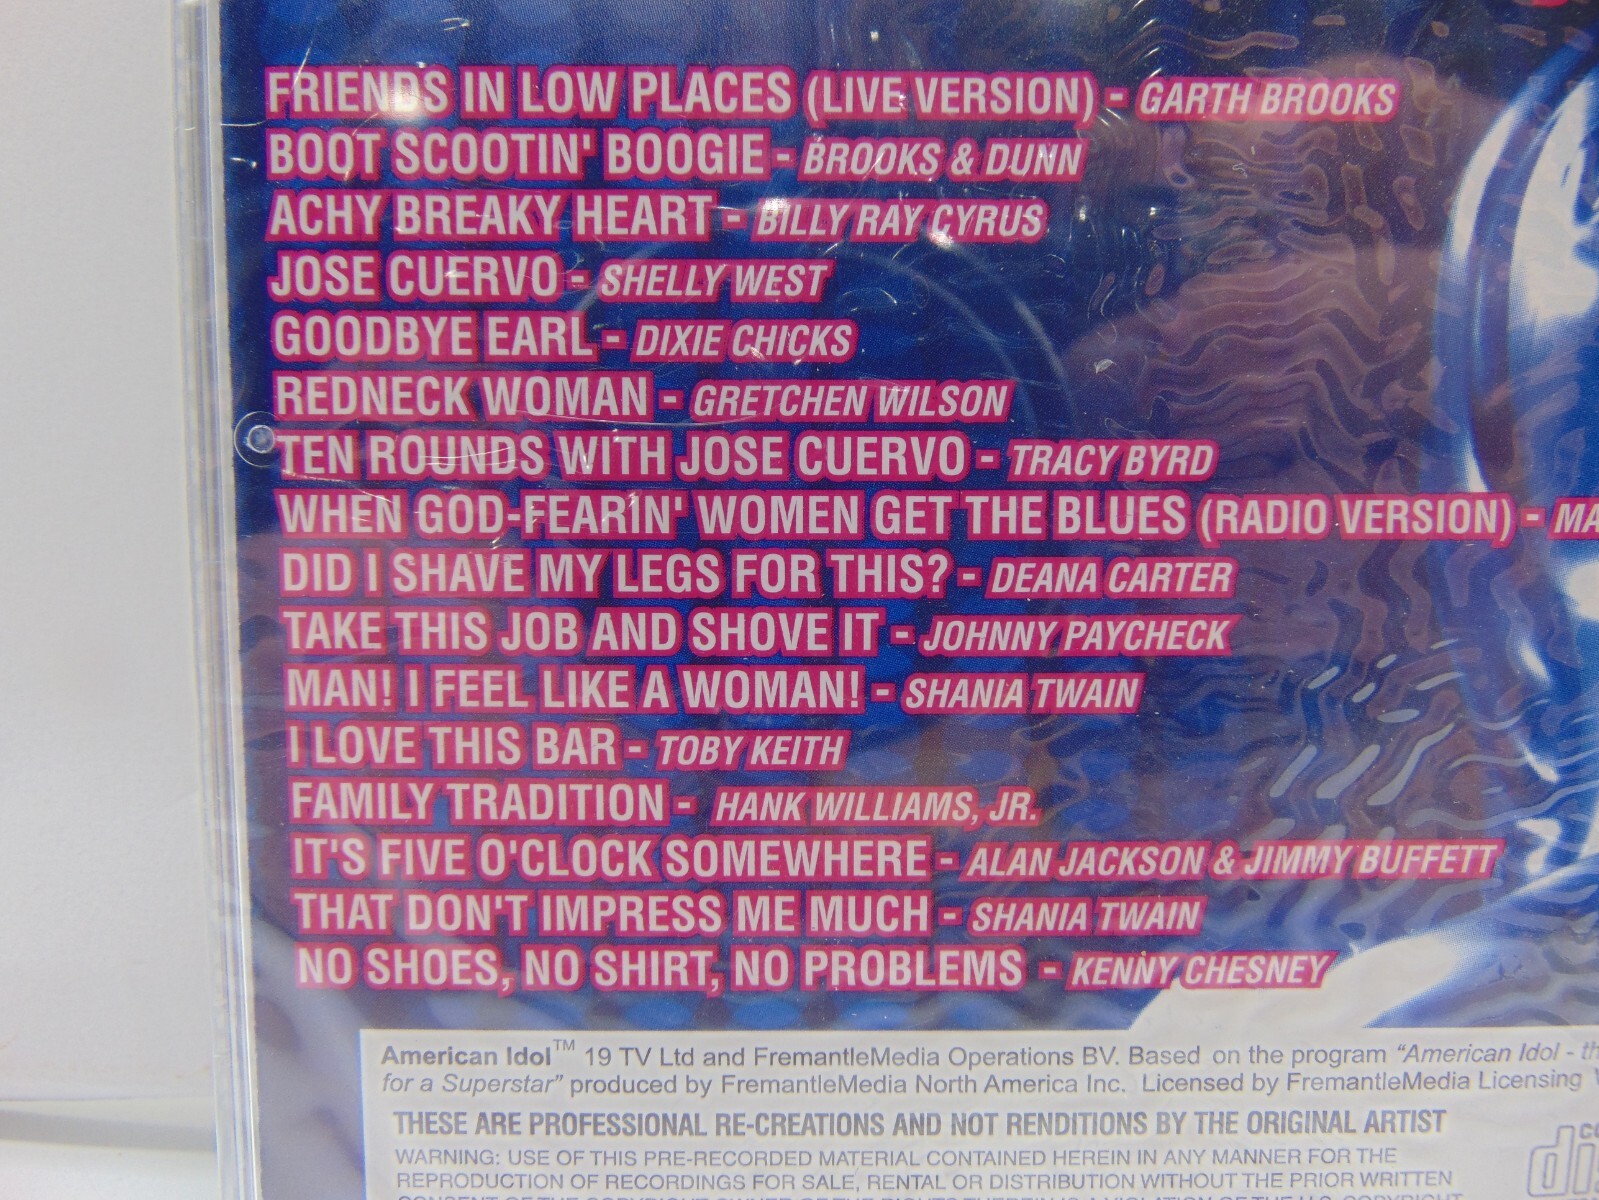 FRIENDS IN LOW PLACES (LIVE VERSION) - GARTH BROOKS
BOOT SCOOTIN' BOOGIE - BROOKS & DUNN
ACHY BREAKY HEART - BILLY RAY CYRUS
JOSE CUERVO - SHELLY WEST
GOODBYE EARL - DIXIE CHICKS
REDNECK WOMAN - GRETCHEN WILSON
TEN ROUNDS WITH JOSE CUERVO - TRACY BYRD
WHEN GOD-FEARIN' WOMEN GET THE BLUES (RADIO VERSION) - MA
DID I SHAVE MY LEGS FOR THIS? - DEANA CARTER
TAKE THIS JOB AND SHOVE IT - JOHNNY PAYCHECK
MAN! I FEEL LIKE A WOMAN! - SHANIA TWAIN
I LOVE THIS BAR - TOBY KEITH
FAMILY TRADITION - HANK WILLIAMS, JR.
IT'S FIVE O'CLOCK SOMEWHERE - ALAN JACKSON & JIMMY BUFFETT
THAT DON'T IMPRESS ME MUCH - SHANIA TWAIN
NO SHOES, NO SHIRT, NO PROBLEMS - KENNY CHESNEY
American Idol™ 19 TV Ltd and FremantleMedia Operations BV. Based on the program "American Idol - th
for a Superstar" produced by FremantleMedia North America Inc. Licensed by FremantleMedia Licensing
THESE ARE PROFESSIONAL RE-CREATIONS AND NOT RENDITIONS BY THE ORIGINAL ARTIST
WARNING: USE OF THIS PRE-RECORDED MATERIAL CONTAINED HEREIN IN ANY MANNER FOR THE
REPRODUCTION OF RECORDINGS FOR SALE, RENTAL OR DISTRIBUTION WITHOUT THE PRIOR WRITTEN